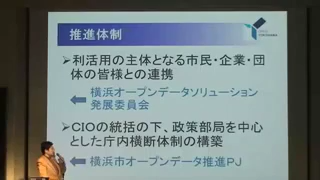 推進体制
＞利活用の主体となる市民・企業・団
体の皆様との連携
横浜オープンデータソリューション
発展委員会
＞CIOの統括の下、政策部局を中心
とした庁内横断体制の構築
横浜市オープンデータ推進PJ